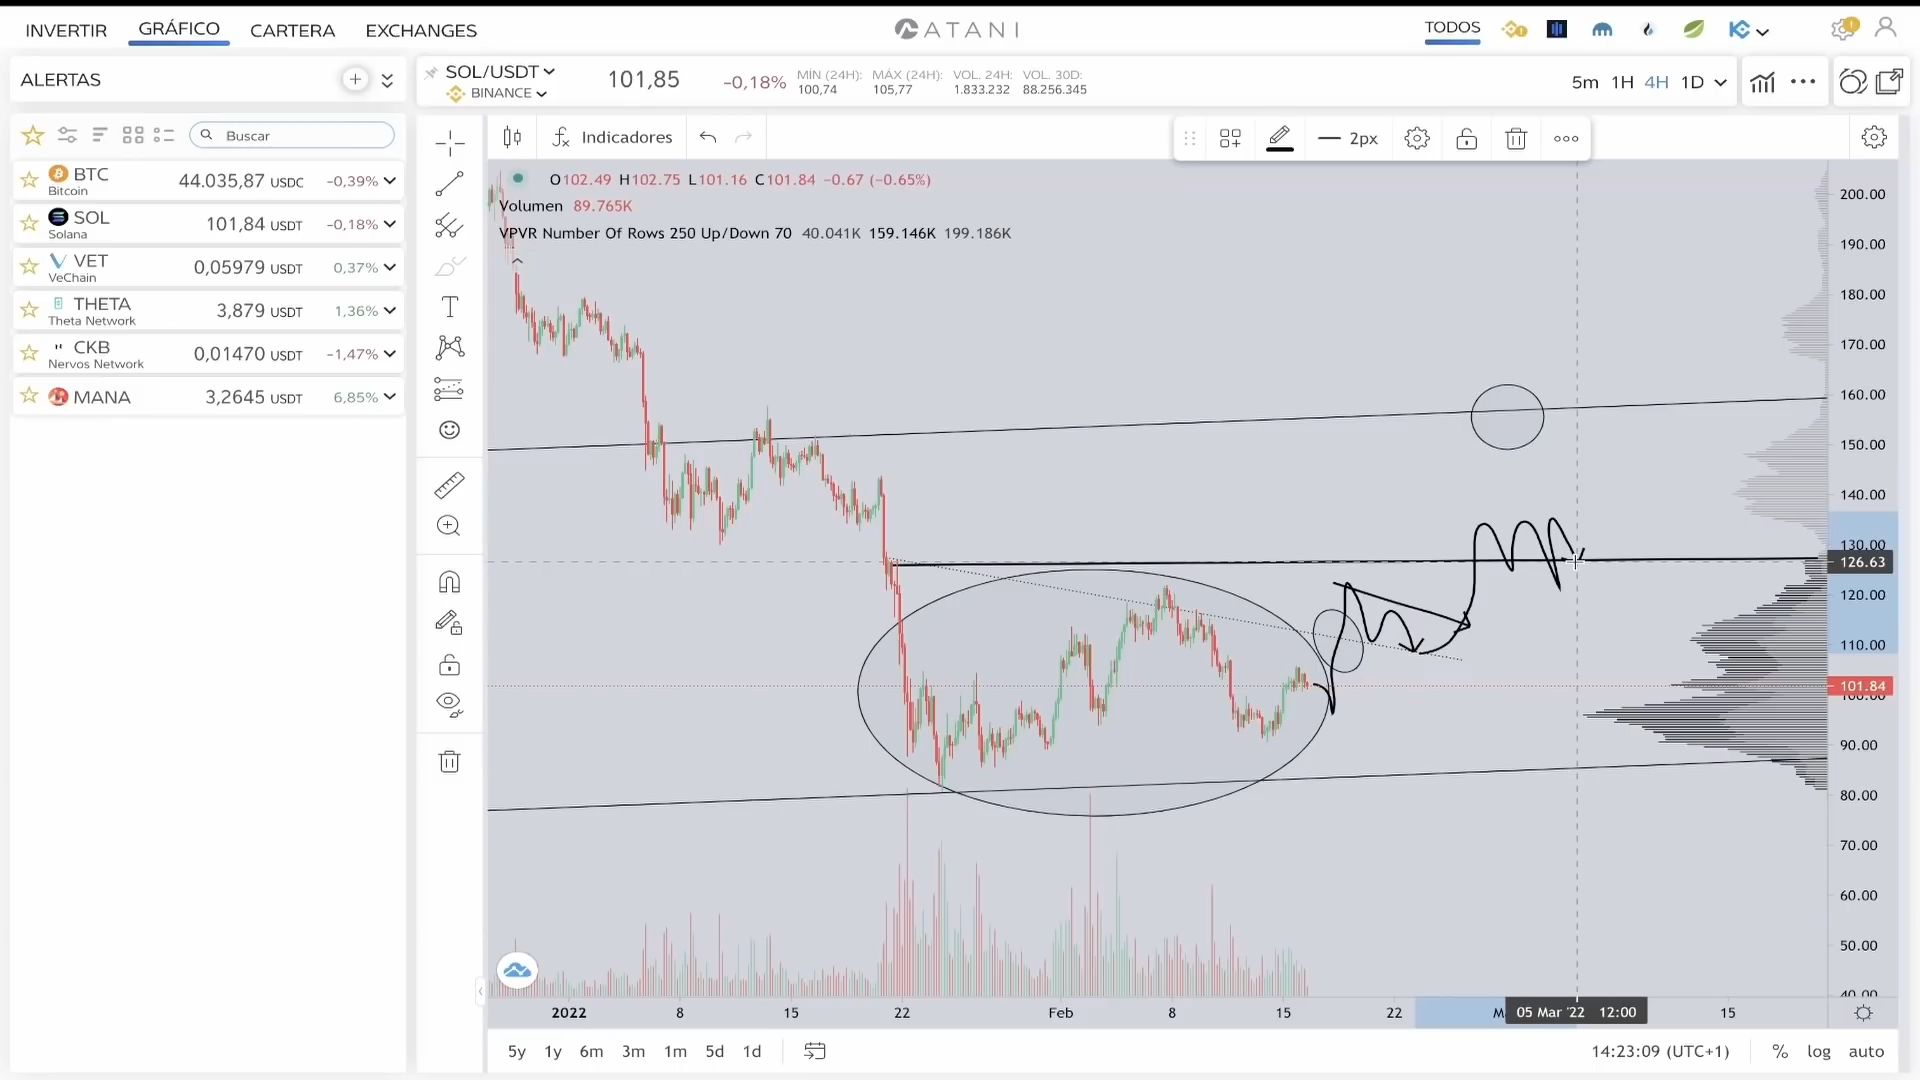 INVERTIR GRÁFICO CARTERA EXCHANGES
ATANI
TODOS
ALERTAS
SOL/USDT
BINANCE
101,85
-0,18%
MÍN (24H): MÁX (24H): VOL. 24H: VOL. 30D:
100,74 105,77 1.833.232 88.256.345
5m 1H 4H 1D
Buscar
Indicadores
2px
BTC
Bitcoin
44.035,87 USDC -0,39%
SOL
Solana
101,84 USDT -0,18%
VET
VeChain
0,05979 USDT 0,37%
THETA
Theta Network
3,879 USDT 1,36%
CKB
Nervos Network
0,01470 USDT -1,47%
MANA
3,2645 USDT 6,85%
O102.49 H102.75 L101.16 C101.84 −0.67 (−0.65%)
Volumen 89.765K
VPVR Number Of Rows 250 Up/Down 70 40.041K 159.146K 199.186K
200.00
190.00
180.00
170.00
160.00
150.00
140.00
130.00
126.63
120.00
110.00
101.84
100.00
90.00
80.00
70.00
60.00
50.00
40.00
2022 8 15 22 Feb 8 15 22 05 Mar '22 12:00 15
5y 1y 6m 3m 1m 5d 1d
14:23:09 (UTC+1) % log auto